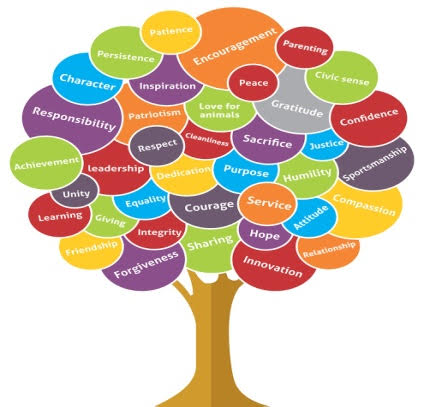 Patience
Encouragement
Parenting
Persistence
Civic sense
Character
Inspiration
Peace
Gratitude
Responsibility
Patriotism
Love for
animals
Confidence
Respect
Cleanliness
Sacrifice
Justice
Sportsmanship
Achievement
Leadership
Dedication
Purpose
Humility
Unity
Equality
Courage
Service
Attitude
Compassion
Learning
Giving
Integrity
Sharing
Hope
Relationship
Friendship
Forgiveness
Innovation